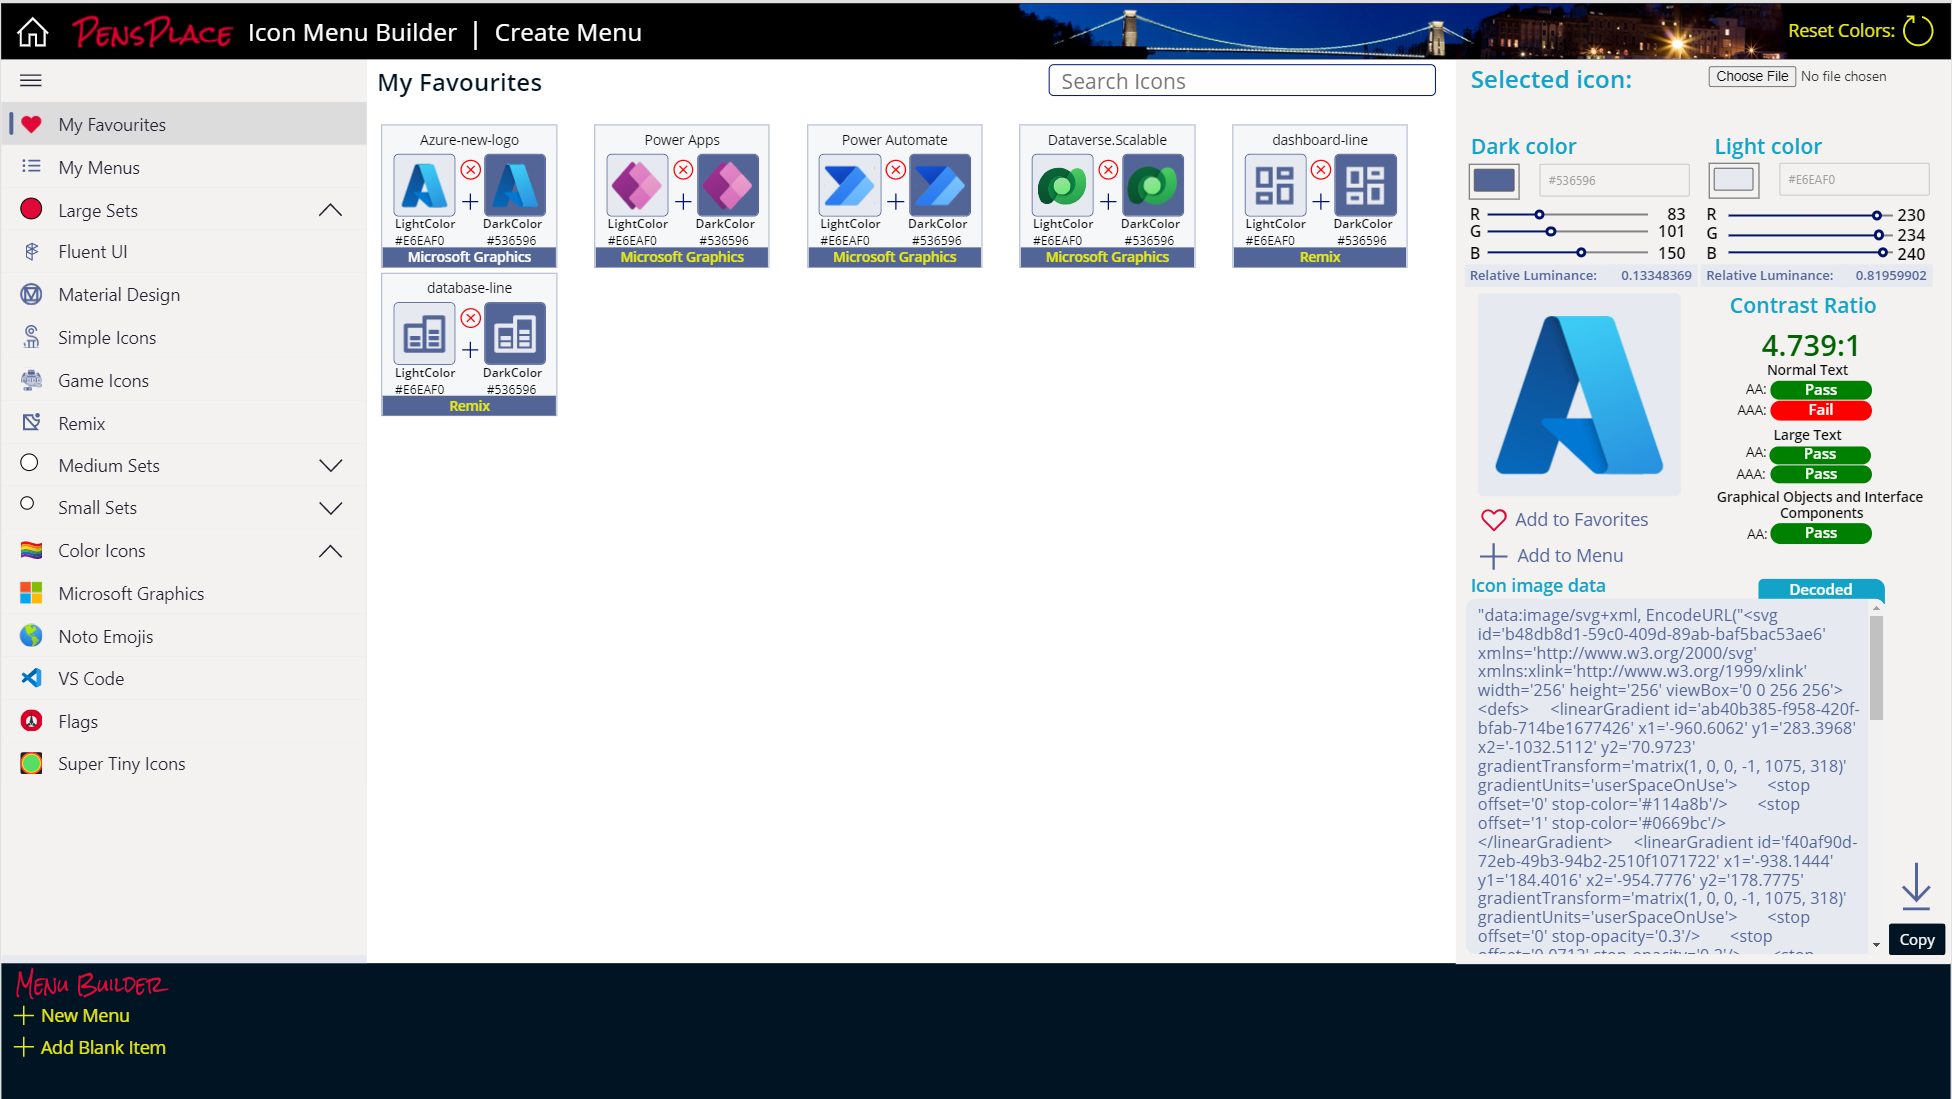 PensPlace Icon Menu Builder | Create Menu
Reset Colors:
My Favourites
My Menus
Large Sets
Fluent UI
Material Design
Simple Icons
Game Icons
Remix
Medium Sets
Small Sets
Color Icons
Microsoft Graphics
Noto Emojis
VS Code
Flags
Super Tiny Icons
My Favourites
Search Icons
Azure-new-logo
LightColor DarkColor
#E6EAF0 #536596
Microsoft Graphics
Power Apps
LightColor DarkColor
#E6EAF0 #536596
Microsoft Graphics
Power Automate
LightColor DarkColor
#E6EAF0 #536596
Microsoft Graphics
Dataverse.Scalable
LightColor DarkColor
#E6EAF0 #536596
Microsoft Graphics
dashboard-line
LightColor DarkColor
#E6EAF0 #536596
Remix
database-line
LightColor DarkColor
#E6EAF0 #536596
Remix
Selected icon:
Choose File No file chosen
Dark color
#536596
R 83
G 101
B 150
Relative Luminance: 0.13348369
Light color
#E6EAF0
R 230
G 234
B 240
Relative Luminance: 0.81959902
Contrast Ratio
4.739:1
Normal Text
AA: Pass
AAA: Fail
Large Text
AA: Pass
AAA: Pass
Graphical Objects and Interface
Components
AA: Pass
Add to Favorites
Add to Menu
Icon image data
Decoded
"data:image/svg+xml, EncodeURL("<svg
id='b48db8d1-59c0-409d-89ab-baf5bac53ae6'
xmlns='http://www.w3.org/2000/svg'
xmlns:xlink='http://www.w3.org/1999/xlink'
width='256' height='256' viewBox='0 0 256 256'>
<defs> <linearGradient id='ab40b385-f958-420f-
bfab-714be1677426' x1='-960.6062' y1='283.3968'
x2='-1032.5112' y2='70.9723'
gradientTransform='matrix(1, 0, 0, -1, 1075, 318)'
gradientUnits='userSpaceOnUse'> <stop
offset='0' stop-color='#114a8b'/> <stop
offset='1' stop-color='#0669bc'/>
</linearGradient> <linearGradient id='f40af90d-
72eb-49b3-94b2-2510f1071722' x1='-938.1444'
y1='184.4016' x2='-954.7776' y2='178.7775'
gradientTransform='matrix(1, 0, 0, -1, 1075, 318)'
gradientUnits='userSpaceOnUse'> <stop
offset='0' stop-opacity='0.3'/> <stop
Copy
Menu Builder
New Menu
Add Blank Item